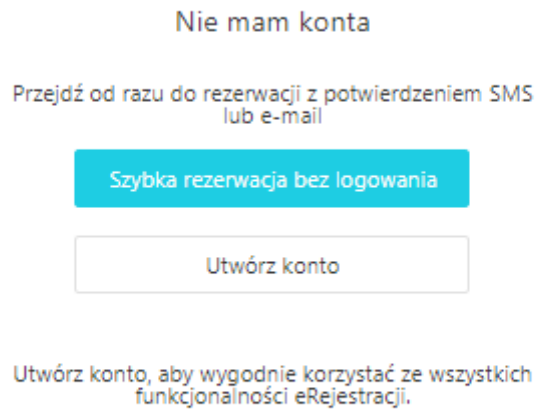 Nie mam konta
Przejdź od razu do rezerwacji z potwierdzeniem SMS
lub e-mail
Szybka rezerwacja bez logowania
Utwórz konto
Utwórz konto, aby wygodnie korzystać ze wszystkich
funkcjonalności eRejestracji.